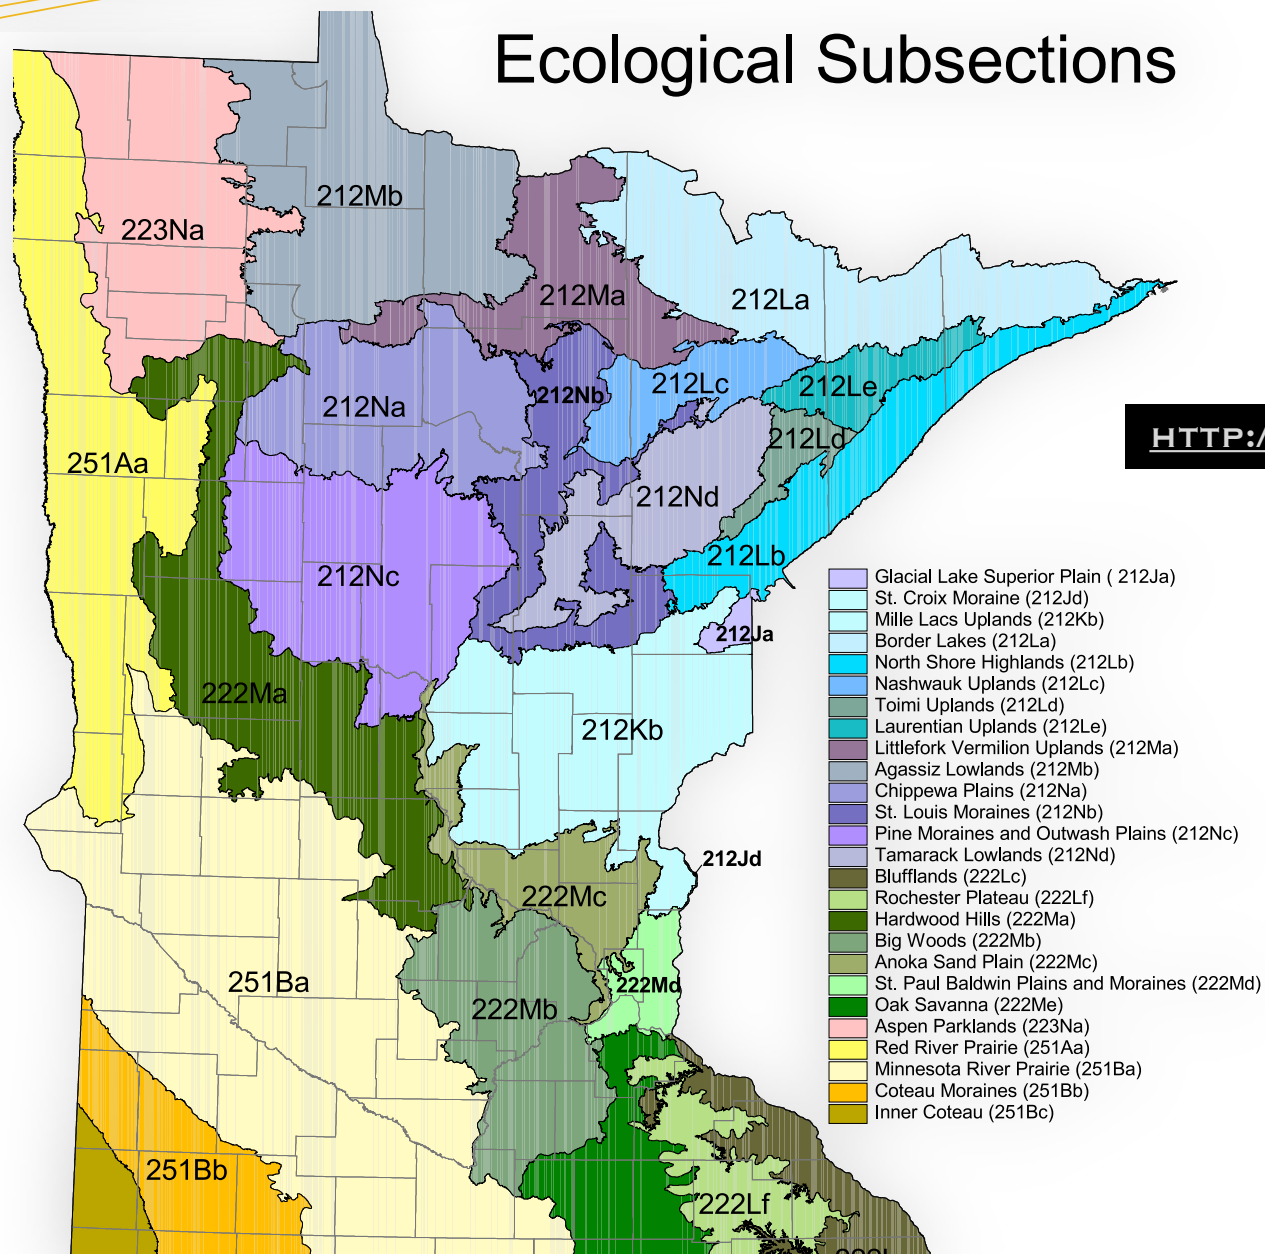 Ecological Subsections
212Mb
223Na
212Ma
212La
212Nb
212Lc
212Le
212Na
HTTP:/
212Ld
251Aa
212Nd
212Lb
212Nc
212Ja
222Ma
212Kb
212Jd
222Mc
251Ba
222Md
222Mb
251Bb
222Lf
Glacial Lake Superior Plain ( 212Ja)
St. Croix Moraine (212Jd)
Mille Lacs Uplands (212Kb)
Border Lakes (212La)
North Shore Highlands (212Lb)
Nashwauk Uplands (212Lc)
Toimi Uplands (212Ld)
Laurentian Uplands (212Le)
Littlefork Vermilion Uplands (212Ma)
Agassiz Lowlands (212Mb)
Chippewa Plains (212Na)
St. Louis Moraines (212Nb)
Pine Moraines and Outwash Plains (212Nc)
Tamarack Lowlands (212Nd)
Blufflands (222Lc)
Rochester Plateau (222Lf)
Hardwood Hills (222Ma)
Big Woods (222Mb)
Anoka Sand Plain (222Mc)
St. Paul Baldwin Plains and Moraines (222Md)
Oak Savanna (222Me)
Aspen Parklands (223Na)
Red River Prairie (251Aa)
Minnesota River Prairie (251Ba)
Coteau Moraines (251Bb)
Inner Coteau (251Bc)